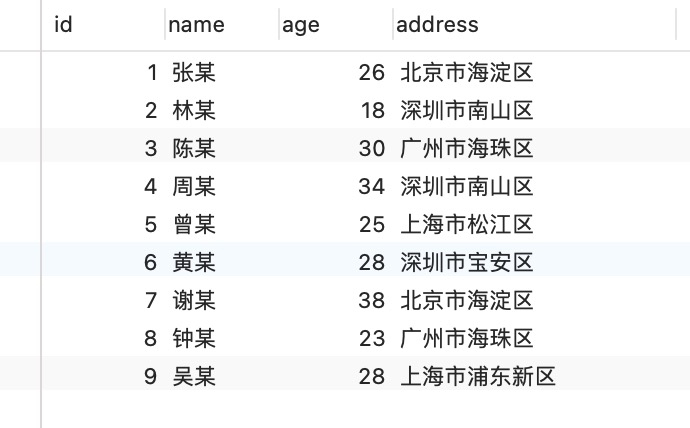 id name age address
1 张某 26 北京市海淀区
2 林某 18 深圳市南山区
3 陈某 30 广州市海珠区
4 周某 34 深圳市南山区
5 曾某 25 上海市松江区
6 黄某 28 深圳市宝安区
7 谢某 38 北京市海淀区
8 钟某 23 广州市海珠区
9 吴某 28 上海市浦东新区